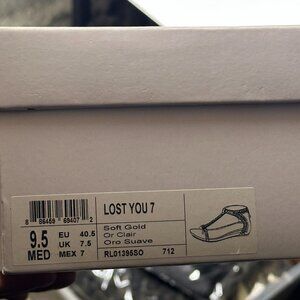 LOST YOU 7
8 86459 69407 2
9.5 EU 40.5
MED UK 7.5
MEX 7
Soft Gold
Or Clair
Oro Suave
RL01395SO 712